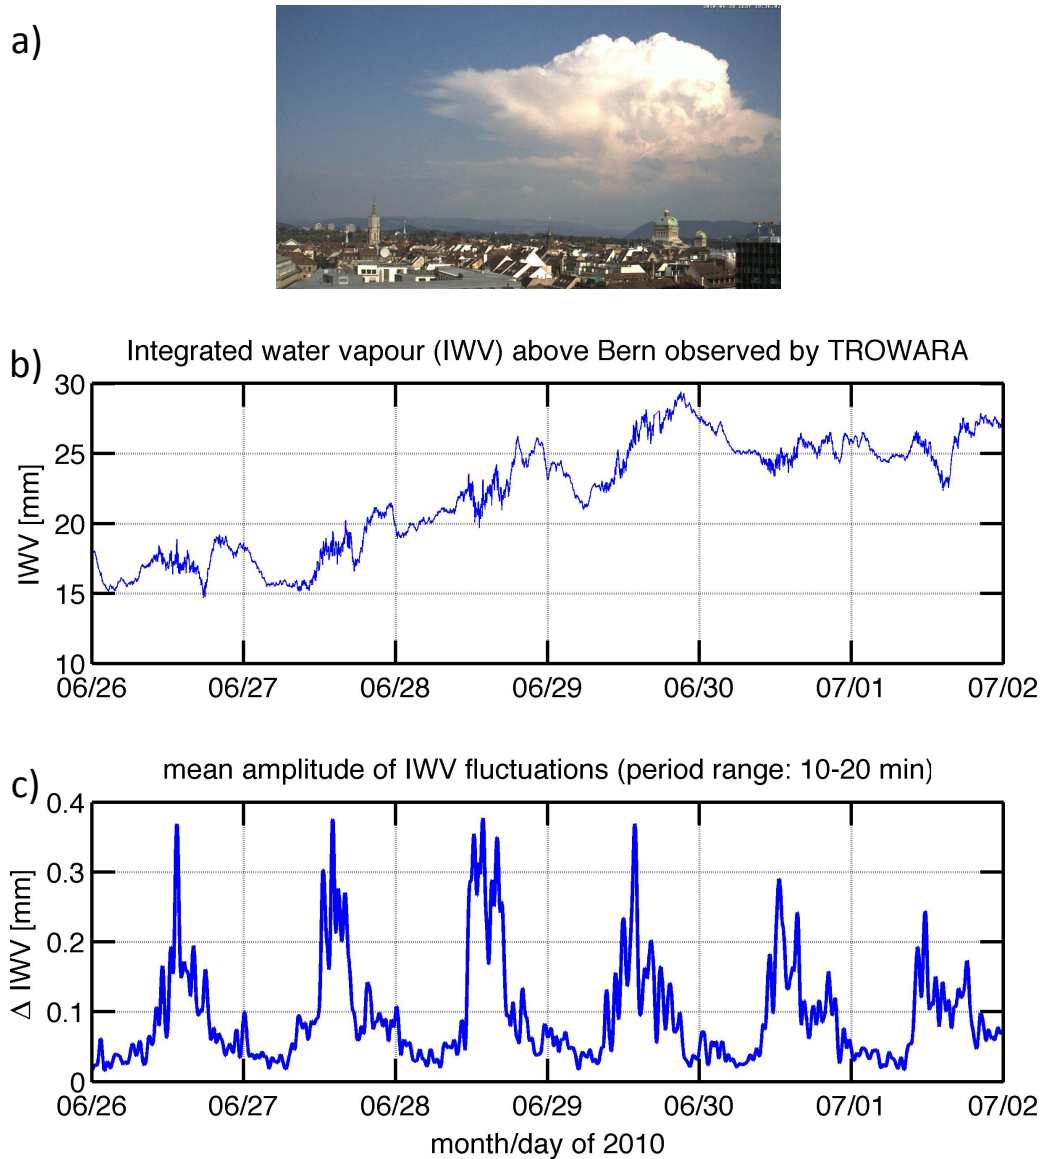 a)
Integrated water vapour (IWV) above Bern observed by TROWARA
b)
30
25
20
15
10
IWV [mm]
06/26 06/27 06/28 06/29 06/30 07/01 07/02
mean amplitude of IWV fluctuations (period range: 10-20 min)
c)
0.4
0.3
0.2
0.1
0
Δ IWV [mm]
06/26 06/27 06/28 06/29 06/30 07/01 07/02
month/day of 2010